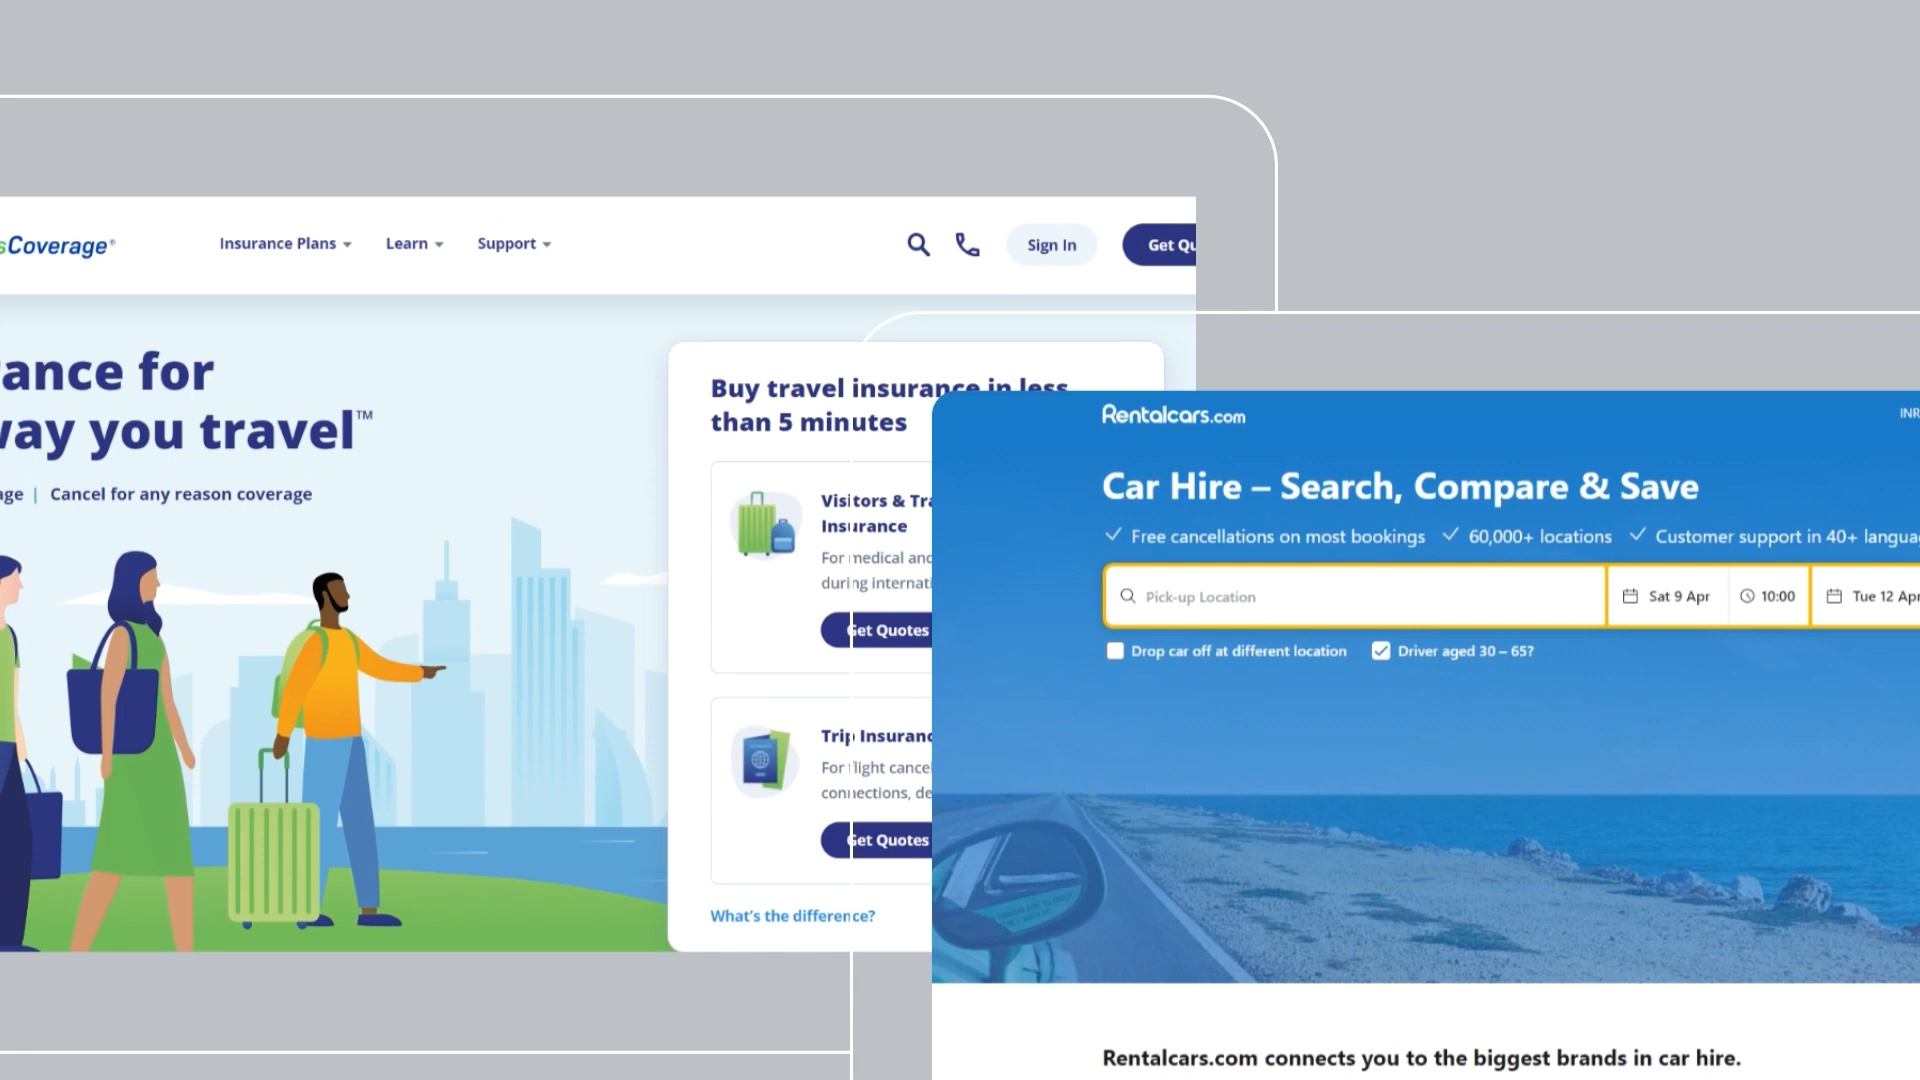 sCoverage®
Insurance Plans
Learn
Support
Sign In
Get Qu
ance for
way you travel™
age | Cancel for any reason coverage
Buy travel insurance in less
than 5 minutes
Visitors & Tra
Insurance
For medical and
during internati
Get Quotes
Trip Insuranc
For flight cancel
connections, de
Get Quotes
What's the difference?
Rentalcars.com
INR
Car Hire – Search, Compare & Save
Free cancellations on most bookings
60,000+ locations
Customer support in 40+ langua
Pick-up Location
Sat 9 Apr
10:00
Tue 12 Apr
Drop car off at different location
Driver aged 30 – 65?
Rentalcars.com connects you to the biggest brands in car hire.